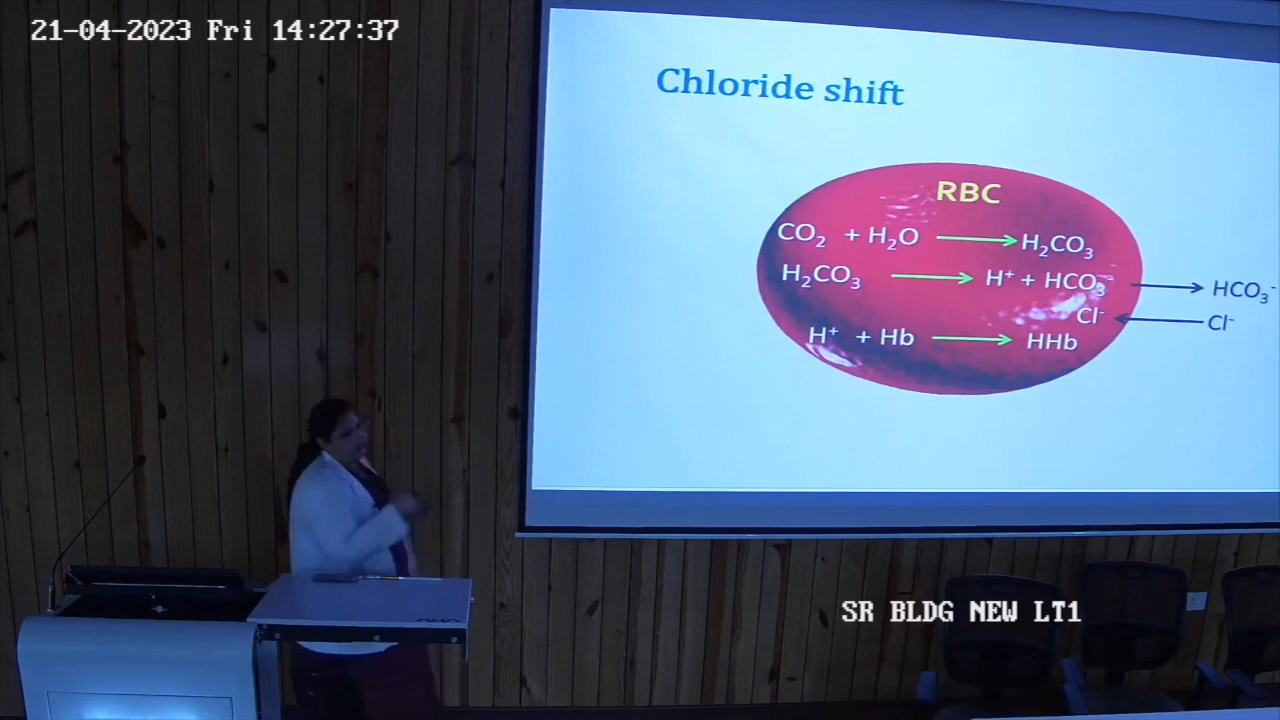 21-04-2023 Fri 14:27:37
Chloride shift
RBC
CO₂ + H₂O → H₂CO₃
H₂CO₃ → H⁺ + HCO₃⁻ → HCO₃⁻
Cl⁻ ← Cl⁻
H⁺ + Hb → HHb
SR BLDG NEW LT1